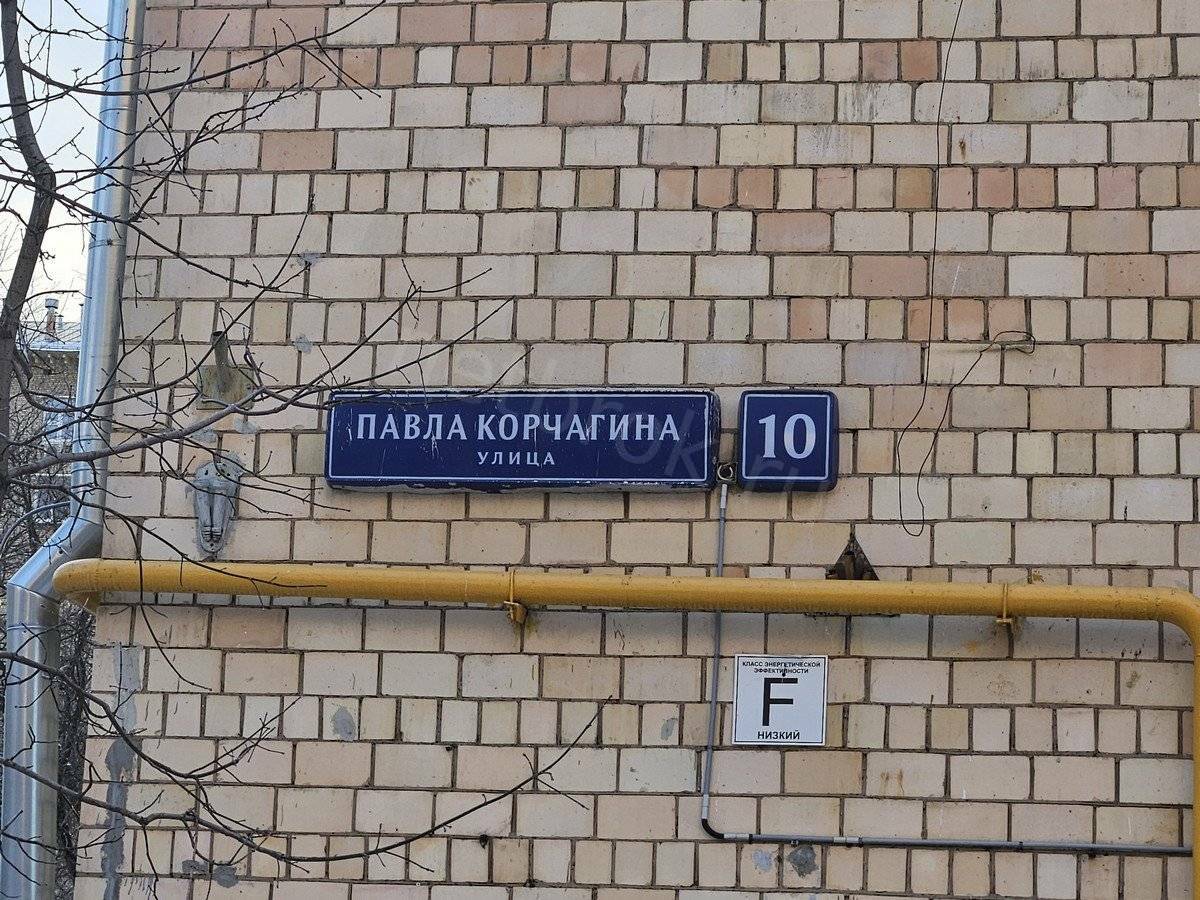 ПАВЛА КОРЧАГИНА
УЛИЦА
10
КЛАСС ЭНЕРГЕТИЧЕСКОЙ
ЭФФЕКТИВНОСТИ
F
НИЗКИЙ